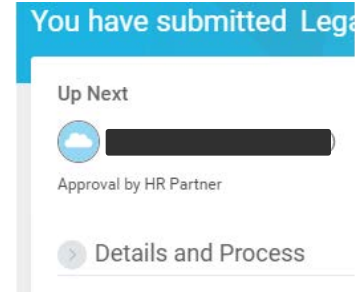 You have submitted Lega
Up Next
)
Approval by HR Partner
Details and Process